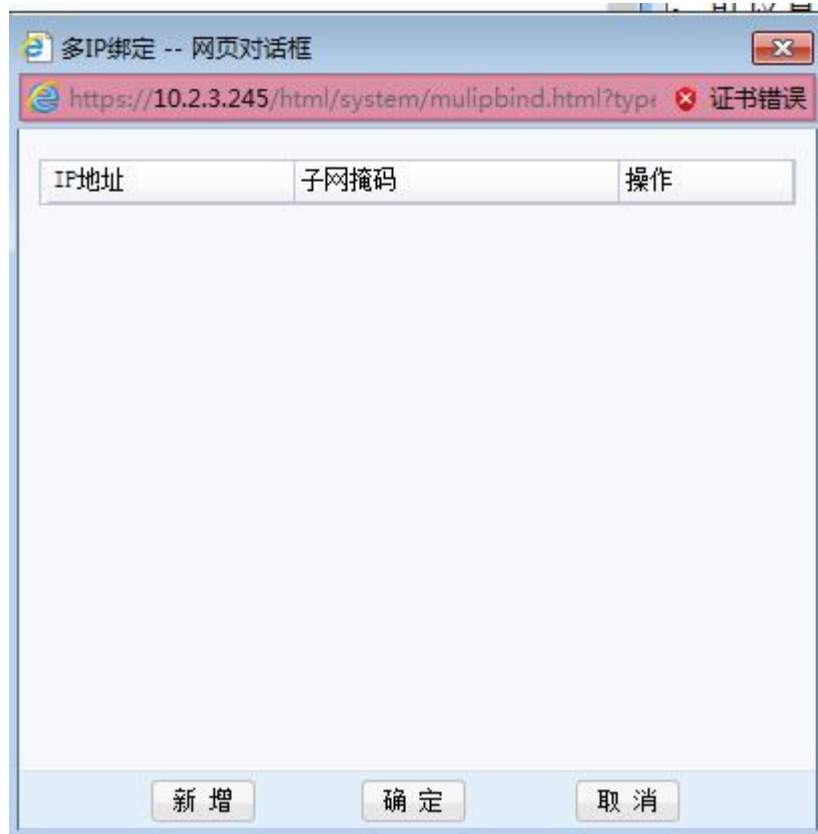 多IP绑定 -- 网页对话框
https://10.2.3.245/html/system/mulipbind.html?type 证书错误
IP地址 子网掩码 操作
新 增 确 定 取 消